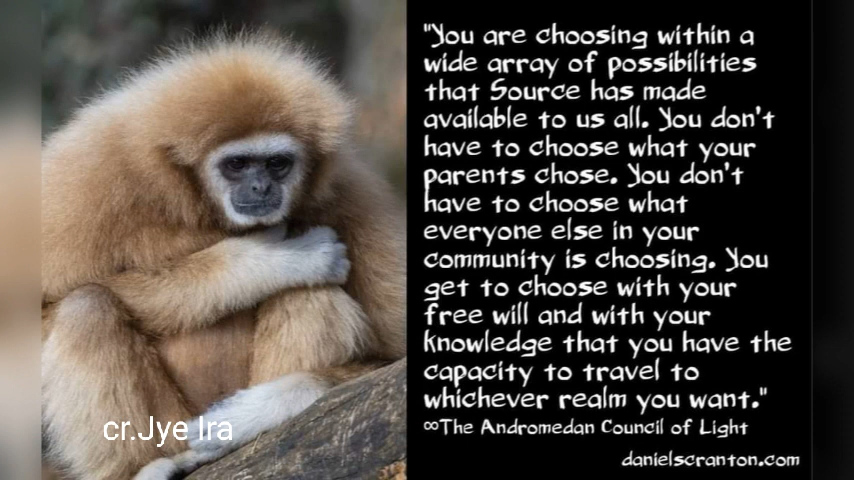 "You are choosing within a
wide array of possibilities
that Source has made
available to us all. You don't
have to choose what your
parents chose. You don't
have to choose what
everyone else in your
community is choosing. You
get to choose with your
free will and with your
knowledge that you have the
capacity to travel to
whichever realm you want."
∞The Andromedan Council of Light
danielscranton.com
cr.Jye Ira